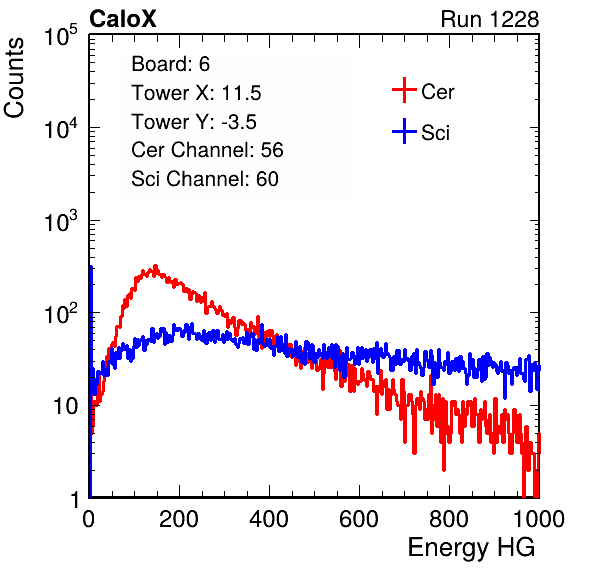 CaloX Run 1228
Counts
Board: 6
Tower X: 11.5
Tower Y: -3.5
Cer Channel: 56
Sci Channel: 60
Cer
Sci
10^5
10^4
10^3
10^2
10
1
0 200 400 600 800 1000
Energy HG